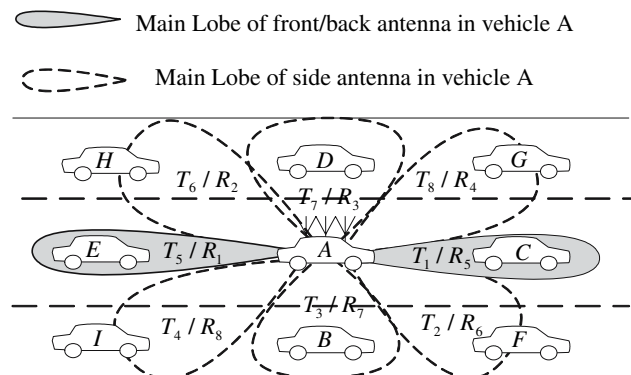 Main Lobe of front/back antenna in vehicle A
Main Lobe of side antenna in vehicle A
H D G
T6 / R2 T8 / R4
T7 / R3
E T5 / R1 A T1 / R5 C
T3 / R7
T4 / R8 T2 / R6
I B F